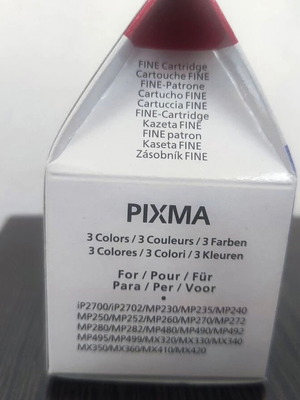 FINE Cartridge
Cartouche FINE
FINE-Patrone
Cartucho FINE
Cartuccia FINE
FINE-Cartridge
Kazeta FINE
FINE patron
Kaseta FINE
Zásobník FINE
PIXMA
3 Colors / 3 Couleurs / 3 Farben
3 Colores / 3 Colori / 3 Kleuren
For / Pour / Für
Para / Per / Voor
iP2700/iP2702/MP230/MP235/MP240
MP250/MP252/MP260/MP270/MP272
MP280/MP282/MP480/MP490/MP492
MP495/MP499/MX320/MX330/MX340
MX350/MX360/MX410/MX420